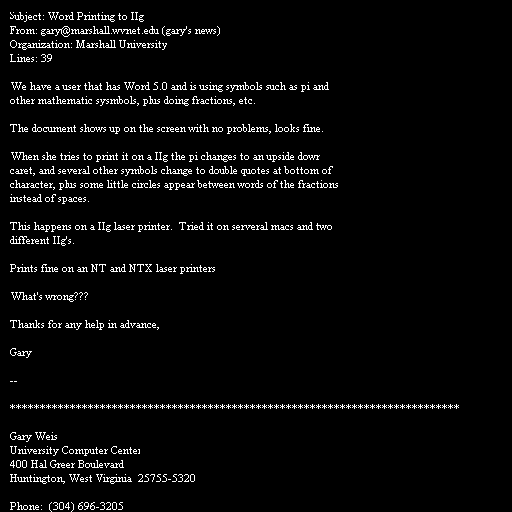 Subject: Word Printing to IIg
From: gary@marshall.wvnet.edu (gary's news)
Organization: Marshall University
Lines: 39
We have a user that has Word 5.0 and is using symbols such as pi and
other mathematic sysmbols, plus doing fractions, etc.
The document shows up on the screen with no problems, looks fine.
When she tries to print it on a IIg the pi changes to an upside down
caret, and several other symbols change to double quotes at bottom of
character, plus some little circles appear between words of the fractions
instead of spaces.
This happens on a IIg laser printer.  Tried it on serveral macs and two
different IIg's.
Prints fine on an NT and NTX laser printers
What's wrong???
Thanks for any help in advance,
Gary
--
***************************************************************************
Gary Weis
University Computer Center
400 Hal Greer Boulevard
Huntington, West Virginia  25755-5320
Phone:  (304) 696-3205